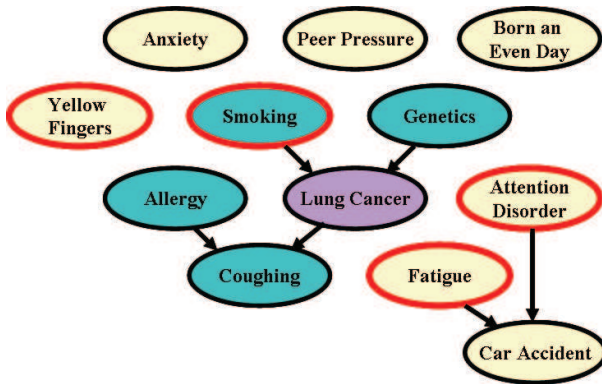 Anxiety
Peer Pressure
Born an
Even Day
Yellow
Fingers
Smoking
Genetics
Allergy
Lung Cancer
Attention
Disorder
Coughing
Fatigue
Car Accident